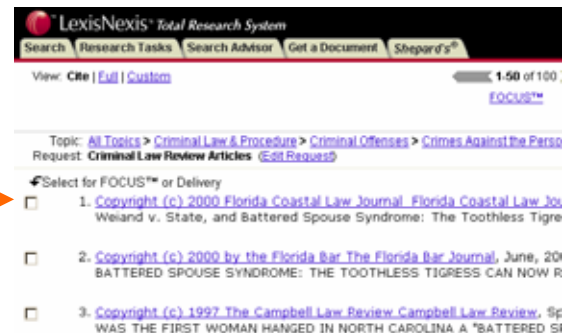 LexisNexis™ Total Research System
Search Research Tasks Search Advisor Get a Document Shepard's®
View: Cite | Full | Custom 1-50 of 100
FOCUS™
Topic: All Topics > Criminal Law & Procedure > Criminal Offenses > Crimes Against the Perso
Request: Criminal Law Review Articles (Edit Request)
Select for FOCUS™ or Delivery
1. Copyright (c) 2000 Florida Coastal Law Journal Florida Coastal Law Jou
Weiand v. State, and Battered Spouse Syndrome: The Toothless Tigre
2. Copyright (c) 2000 by the Florida Bar The Florida Bar Journal, June, 20
BATTERED SPOUSE SYNDROME: THE TOOTHLESS TIGRESS CAN NOW R
3. Copyright (c) 1997 The Campbell Law Review Campbell Law Review, Sp
WAS THE FIRST WOMAN HANGED IN NORTH CAROLINA A "BATTERED S